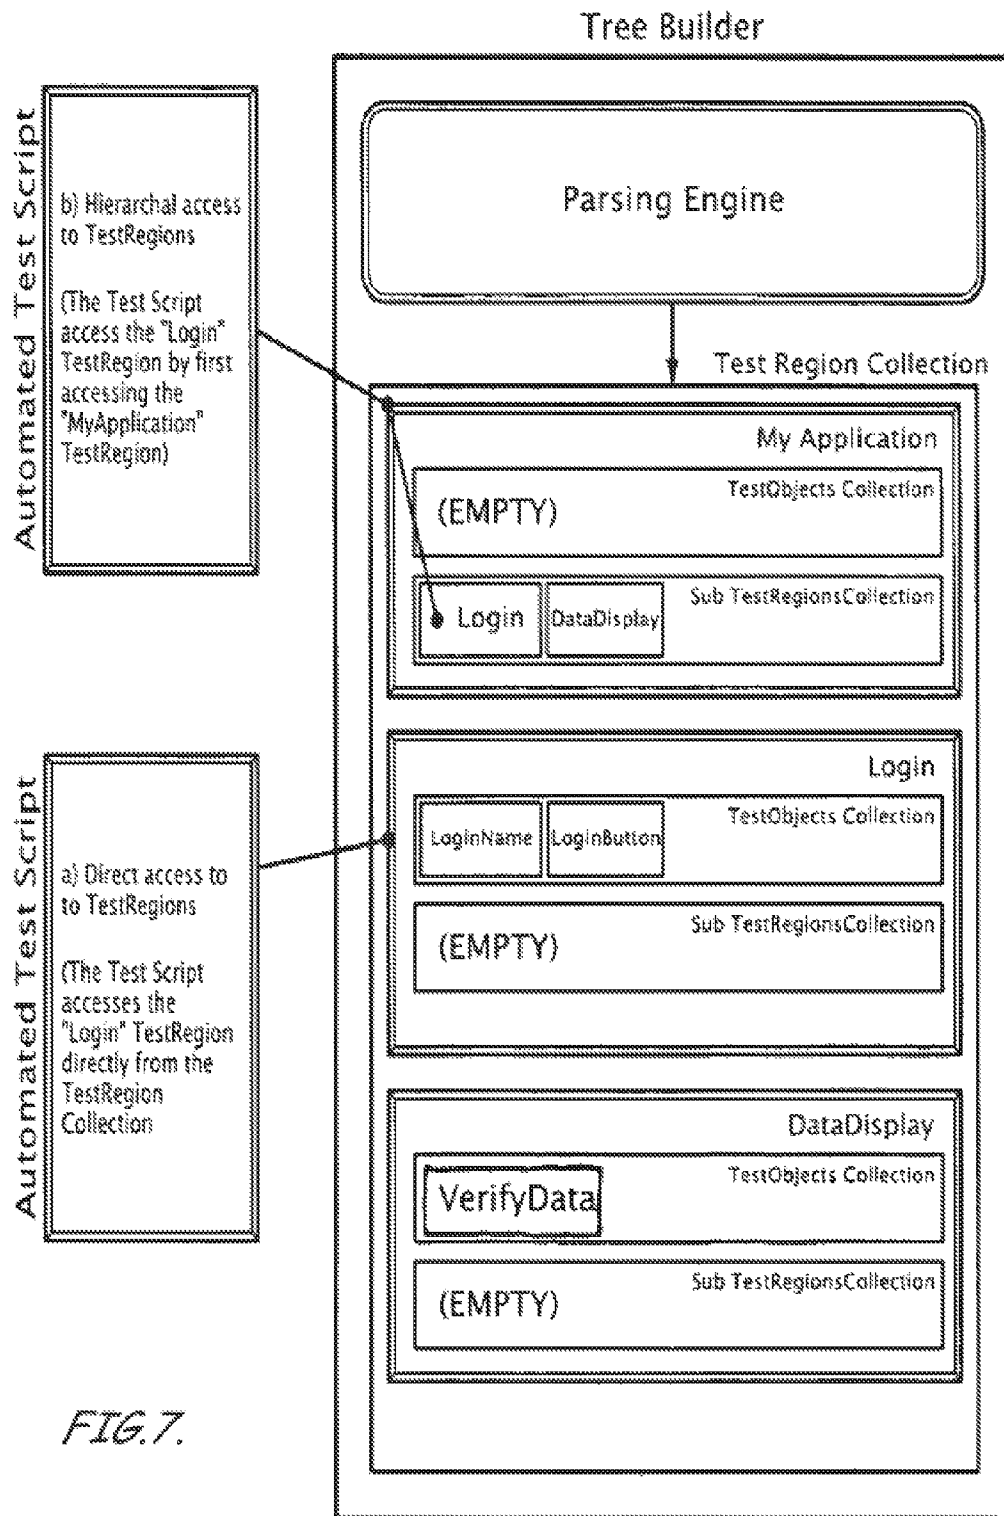 Tree Builder
Automated Test Script
b) Hierarchal access
to TestRegions
(The Test Script
access the "Login"
TestRegion by first
accessing the
"MyApplication"
TestRegion)
Parsing Engine
Test Region Collection
My Application
TestObjects Collection
(EMPTY)
Sub TestRegionsCollection
Login
DataDisplay
Automated Test Script
a) Direct access to
to TestRegions
(The Test Script
accesses the
"Login" TestRegion
directly from the
TestRegion
Collection
Login
TestObjects Collection
LoginName
LoginButton
Sub TestRegionsCollection
(EMPTY)
DataDisplay
TestObjects Collection
VerifyData
Sub TestRegionsCollection
(EMPTY)
FIG.7.